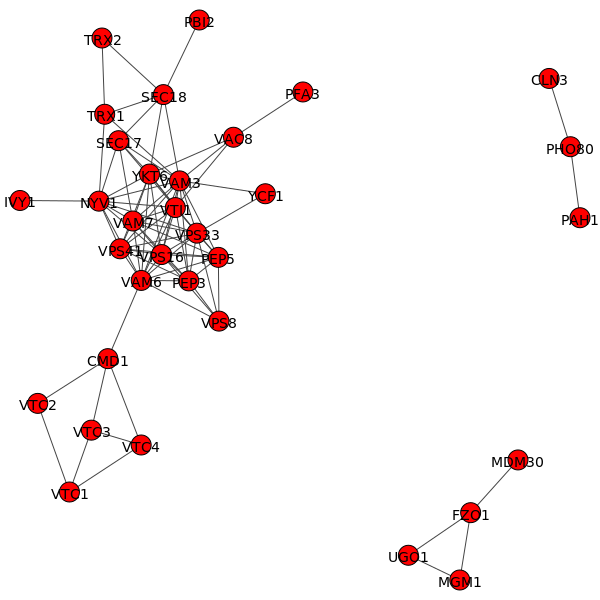 PBI2
TRX2
CLN3
PFA3
SEC18
TRX1
VAC8
SEC17
PHO80
YKT6
VAM3
YCF1
IVY1
NYV1
VTI1
PAH1
VAM7
VPS33
VPS41
VPS16
PEP5
VAM6
PEP3
VPS8
CMD1
VTC2
VTC3
VTC4
MDM30
VTC1
FZO1
UGO1
MGM1